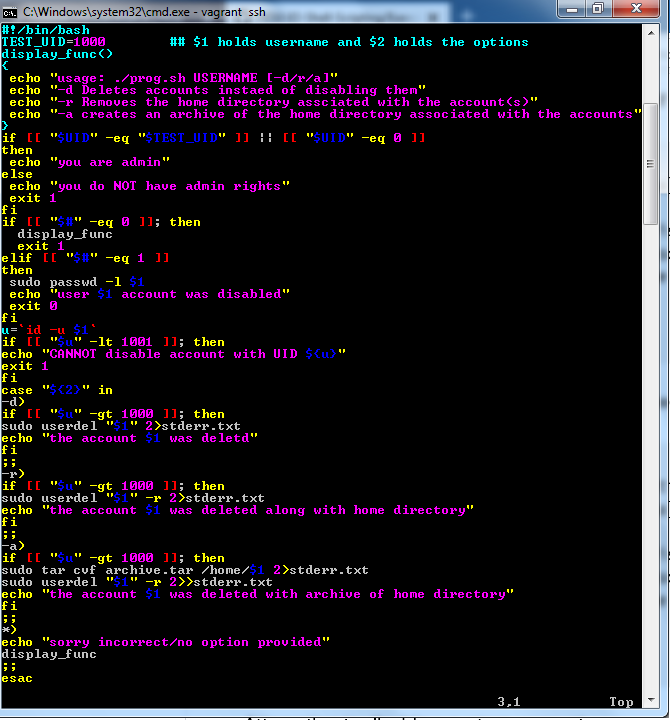 C:\Windows\system32\cmd.exe - vagrant ssh
#!/bin/bash
TEST_UID=1000 ## $1 holds username and $2 holds the options
display_func()
{
echo "usage: ./prog.sh USERNAME [-d/r/a]"
echo "-d Deletes accounts instaed of disabling them"
echo "-r Removes the home directory assciated with the account(s)"
echo "-a creates an archive of the home directory associated with the accounts"
}
if [[ "$UID" -eq "$TEST_UID" ]] || [[ "$UID" -eq 0 ]]
then
echo "you are admin"
else
echo "you do NOT have admin rights"
exit 1
fi
if [[ "$#" -eq 0 ]]; then
display_func
exit 1
elif [[ "$#" -eq 1 ]]
then
sudo passwd -l $1
echo "user $1 account was disabled"
exit 0
fi
u=`id -u $1`
if [[ "$u" -lt 1001 ]]; then
echo "CANNOT disable account with UID ${u}"
exit 1
fi
case "${2}" in
-d)
if [[ "$u" -gt 1000 ]]; then
sudo userdel "$1" 2>stderr.txt
echo "the account $1 was deletd"
fi
;;
-r)
if [[ "$u" -gt 1000 ]]; then
sudo userdel "$1" -r 2>stderr.txt
echo "the account $1 was deleted along with home directory"
fi
;;
-a)
if [[ "$u" -gt 1000 ]]; then
sudo tar cvf archive.tar /home/$1 2>stderr.txt
sudo userdel "$1" -r 2>>stderr.txt
echo "the account $1 was deleted with archive of home directory"
fi
;;
*)
echo "sorry incorrect/no option provided"
display_func
;;
esac
3,1 Top